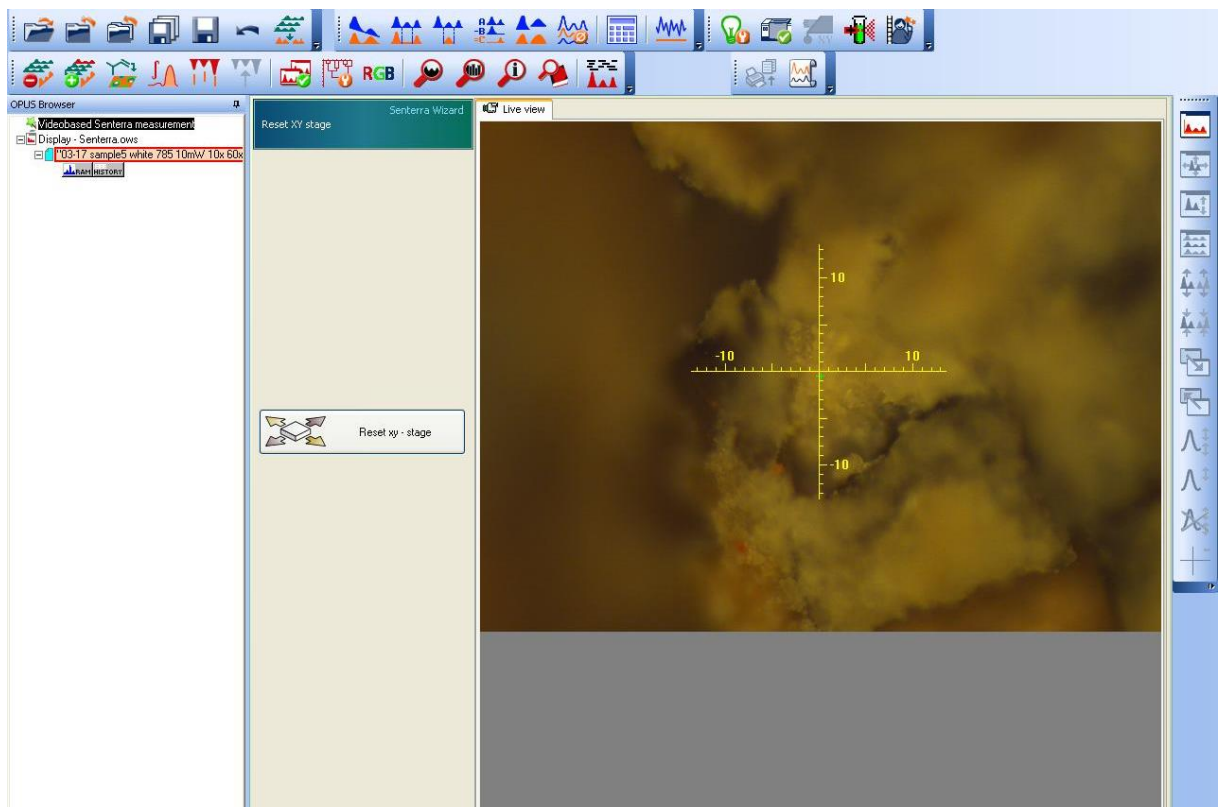 RGB
XY
OPUS Browser
Videobased Senterra measurement
Display - Senterra.ows
"03-17 sample5 white 785 10mW 10x 60x
RAM HISTORY
Senterra Wizard
Reset XY stage
Reset xy - stage
Live view
10
-10 10
-10